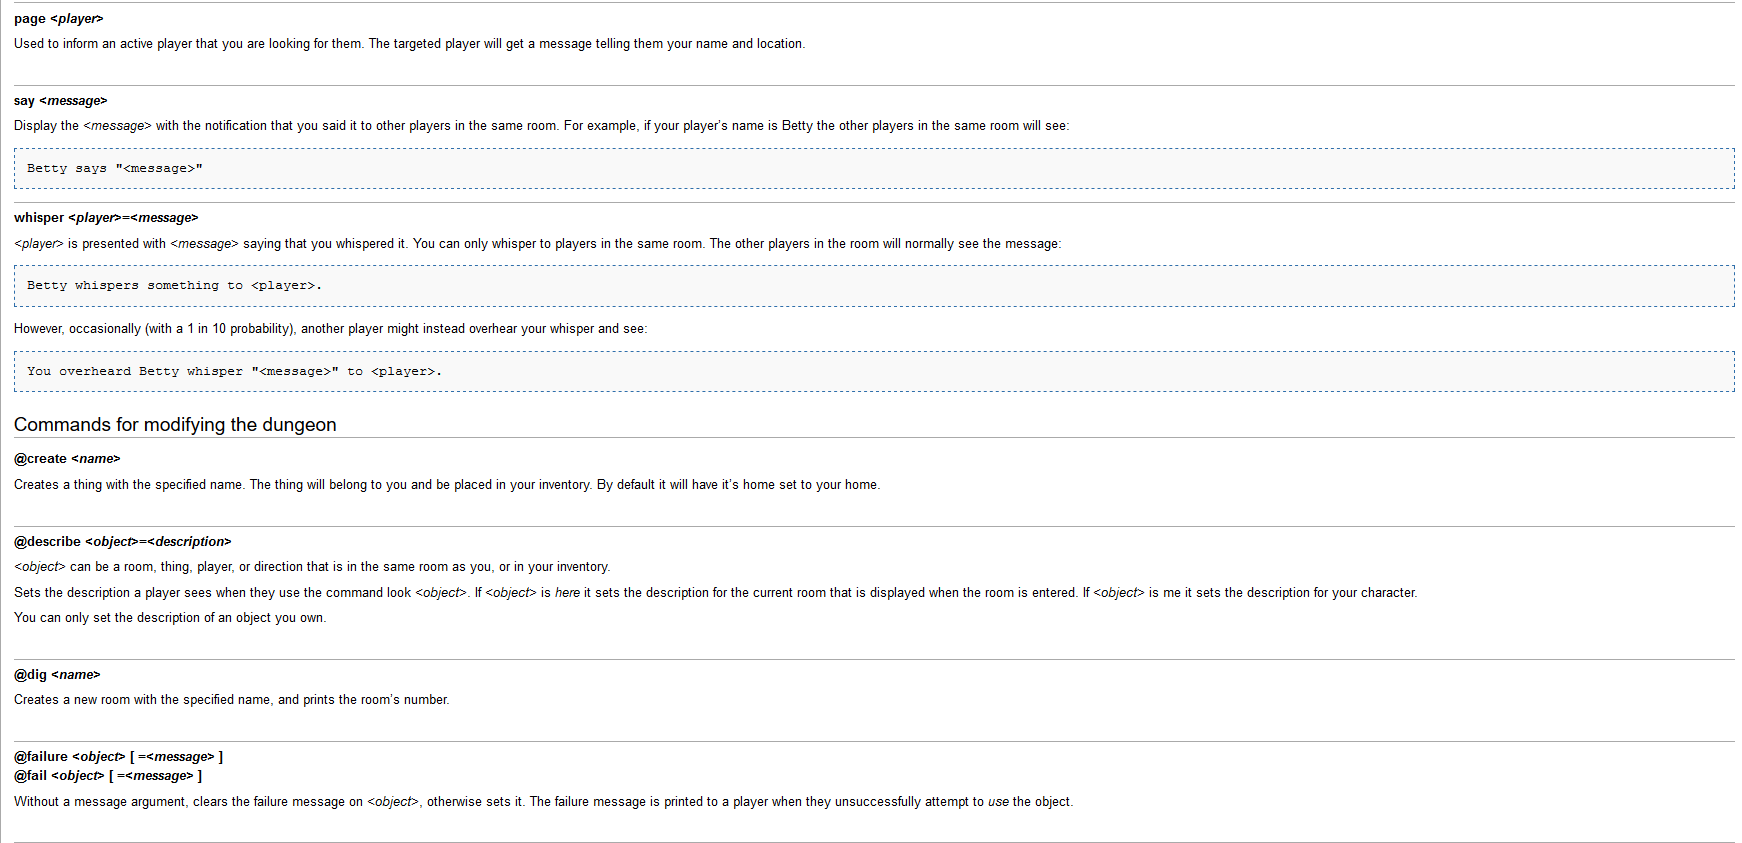 page <player>
Used to inform an active player that you are looking for them. The targeted player will get a message telling them your name and location.
say <message>
Display the <message> with the notification that you said it to other players in the same room. For example, if your player's name is Betty the other players in the same room will see:
Betty says "<message>"
whisper <player>=<message>
<player> is presented with <message> saying that you whispered it. You can only whisper to players in the same room. The other players in the room will normally see the message:
Betty whispers something to <player>.
However, occasionally (with a 1 in 10 probability), another player might instead overhear your whisper and see:
You overheard Betty whisper "<message>" to <player>.
Commands for modifying the dungeon
@create <name>
Creates a thing with the specified name. The thing will belong to you and be placed in your inventory. By default it will have it's home set to your home.
@describe <object>=<description>
<object> can be a room, thing, player, or direction that is in the same room as you, or in your inventory.
Sets the description a player sees when they use the command look <object>. If <object> is here it sets the description for the current room that is displayed when the room is entered. If <object> is me it sets the description for your character.
You can only set the description of an object you own.
@dig <name>
Creates a new room with the specified name, and prints the room's number.
@failure <object> [ =<message> ]
@fail <object> [ =<message> ]
Without a message argument, clears the failure message on <object>, otherwise sets it. The failure message is printed to a player when they unsuccessfully attempt to use the object.